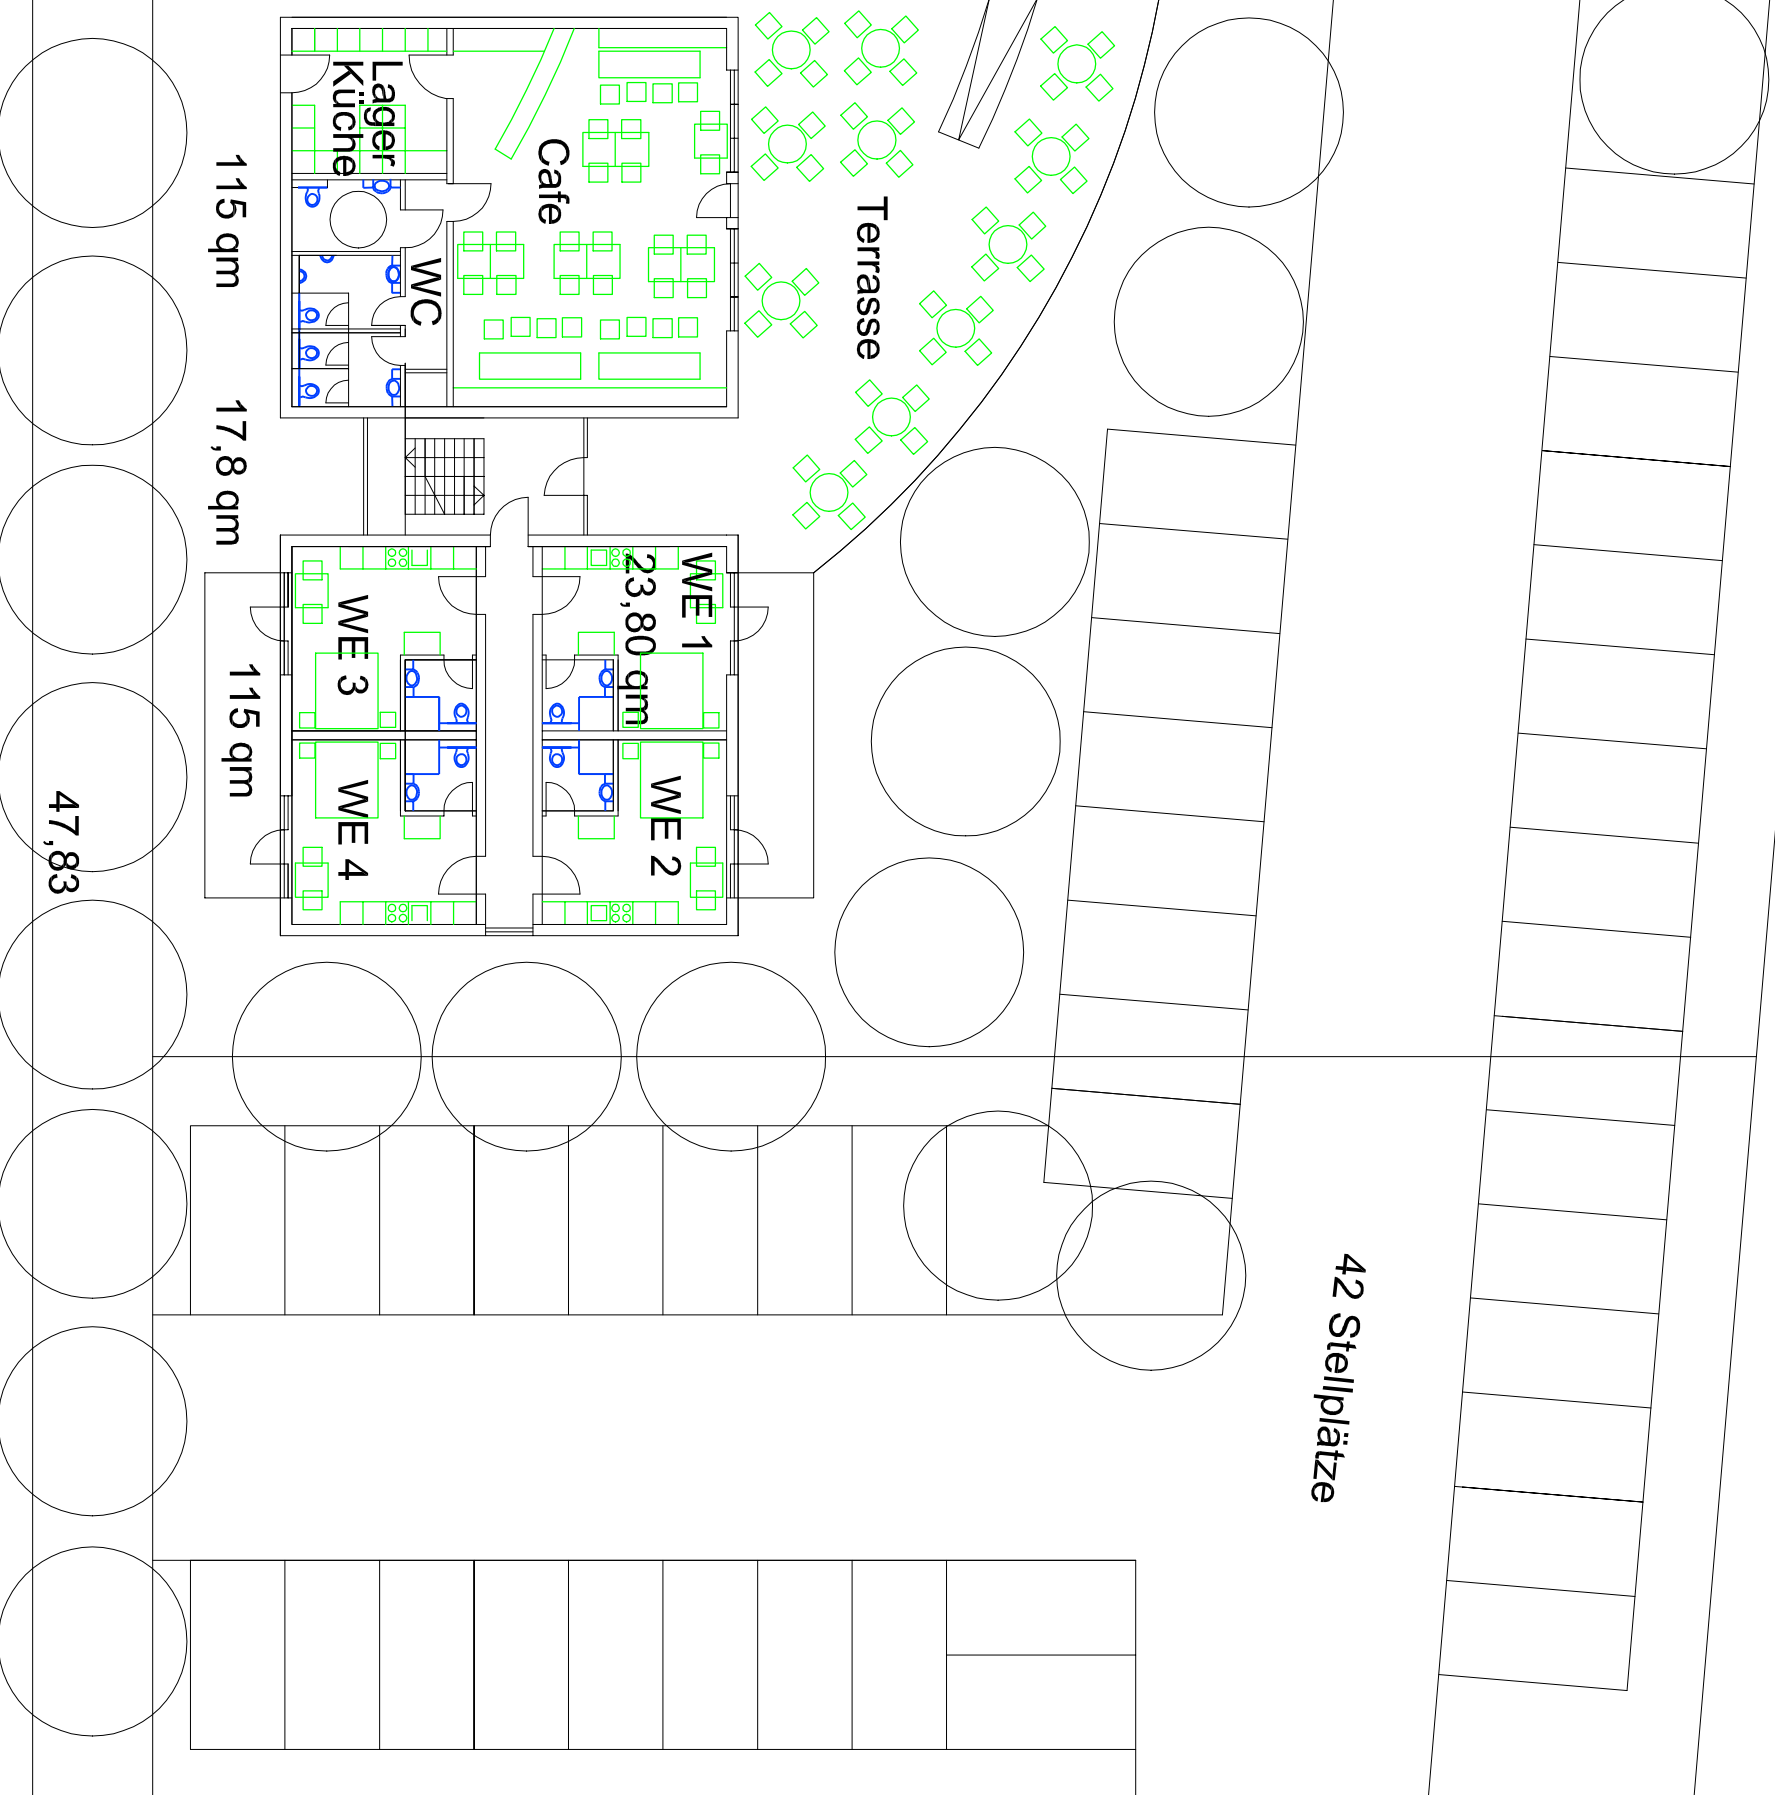 Lager
Küche
Cafe
WC
Terrasse
115 qm
17,8 qm
115 qm
WE 1
23,80 qm
WE 2
WE 3
WE 4
47,83
42 Stellplätze